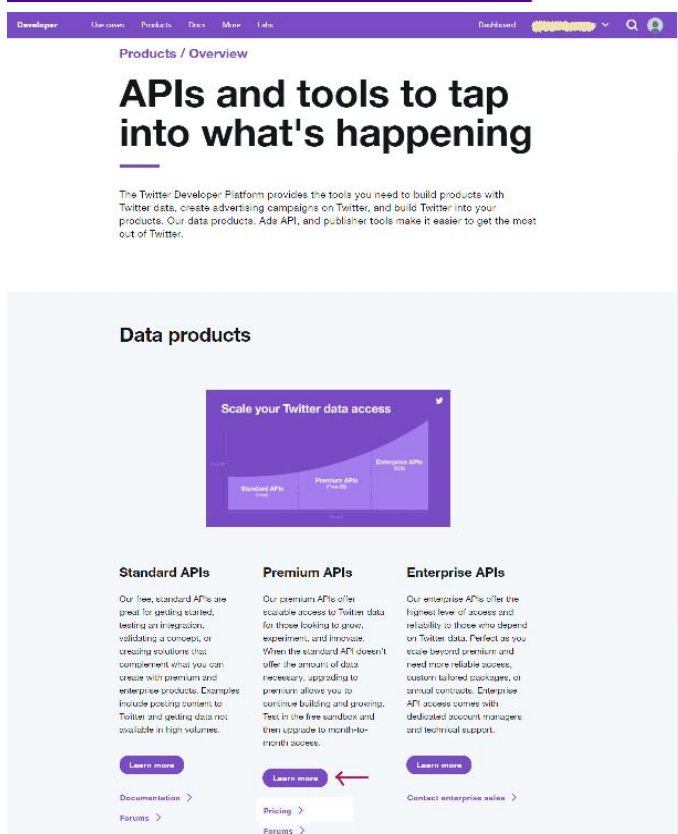 Developer Use cases Products Docs More Labs Dashboard
Products / Overview
APIs and tools to tap
into what's happening
The Twitter Developer Platform provides the tools you need to build products with
Twitter data, create advertising campaigns on Twitter, and build Twitter into your
products. Our data products, Ads API, and publisher tools make it easier to get the most
out of Twitter.
Data products
Scale your Twitter data access
Enterprise APIs
($$$)
Premium APIs
(Free-$$)
Standard APIs
(Free)
Standard APIs
Our free, standard APIs are
great for getting started,
testing an integration,
validating a concept, or
creating solutions that
complement what you can
create with premium and
enterprise products. Examples
include posting content to
Twitter and getting data not
available in high volumes.
Learn more
Documentation
Forums
Premium APIs
Our premium APIs offer
scalable access to Twitter data
for those looking to grow,
experiment, and innovate.
When the standard API doesn't
offer the amount of data
necessary, upgrading to
premium allows you to
continue building and growing.
Test in the free sandbox and
then upgrade to month-to-
month access.
Learn more
Pricing
Forums
Enterprise APIs
Our enterprise APIs offer the
highest level of access and
reliability to those who depend
on Twitter data. Perfect as you
scale beyond premium and
need more reliable access,
custom tailored packages, or
annual contracts. Enterprise
API access comes with
dedicated account managers
and technical support.
Learn more
Contact enterprise sales